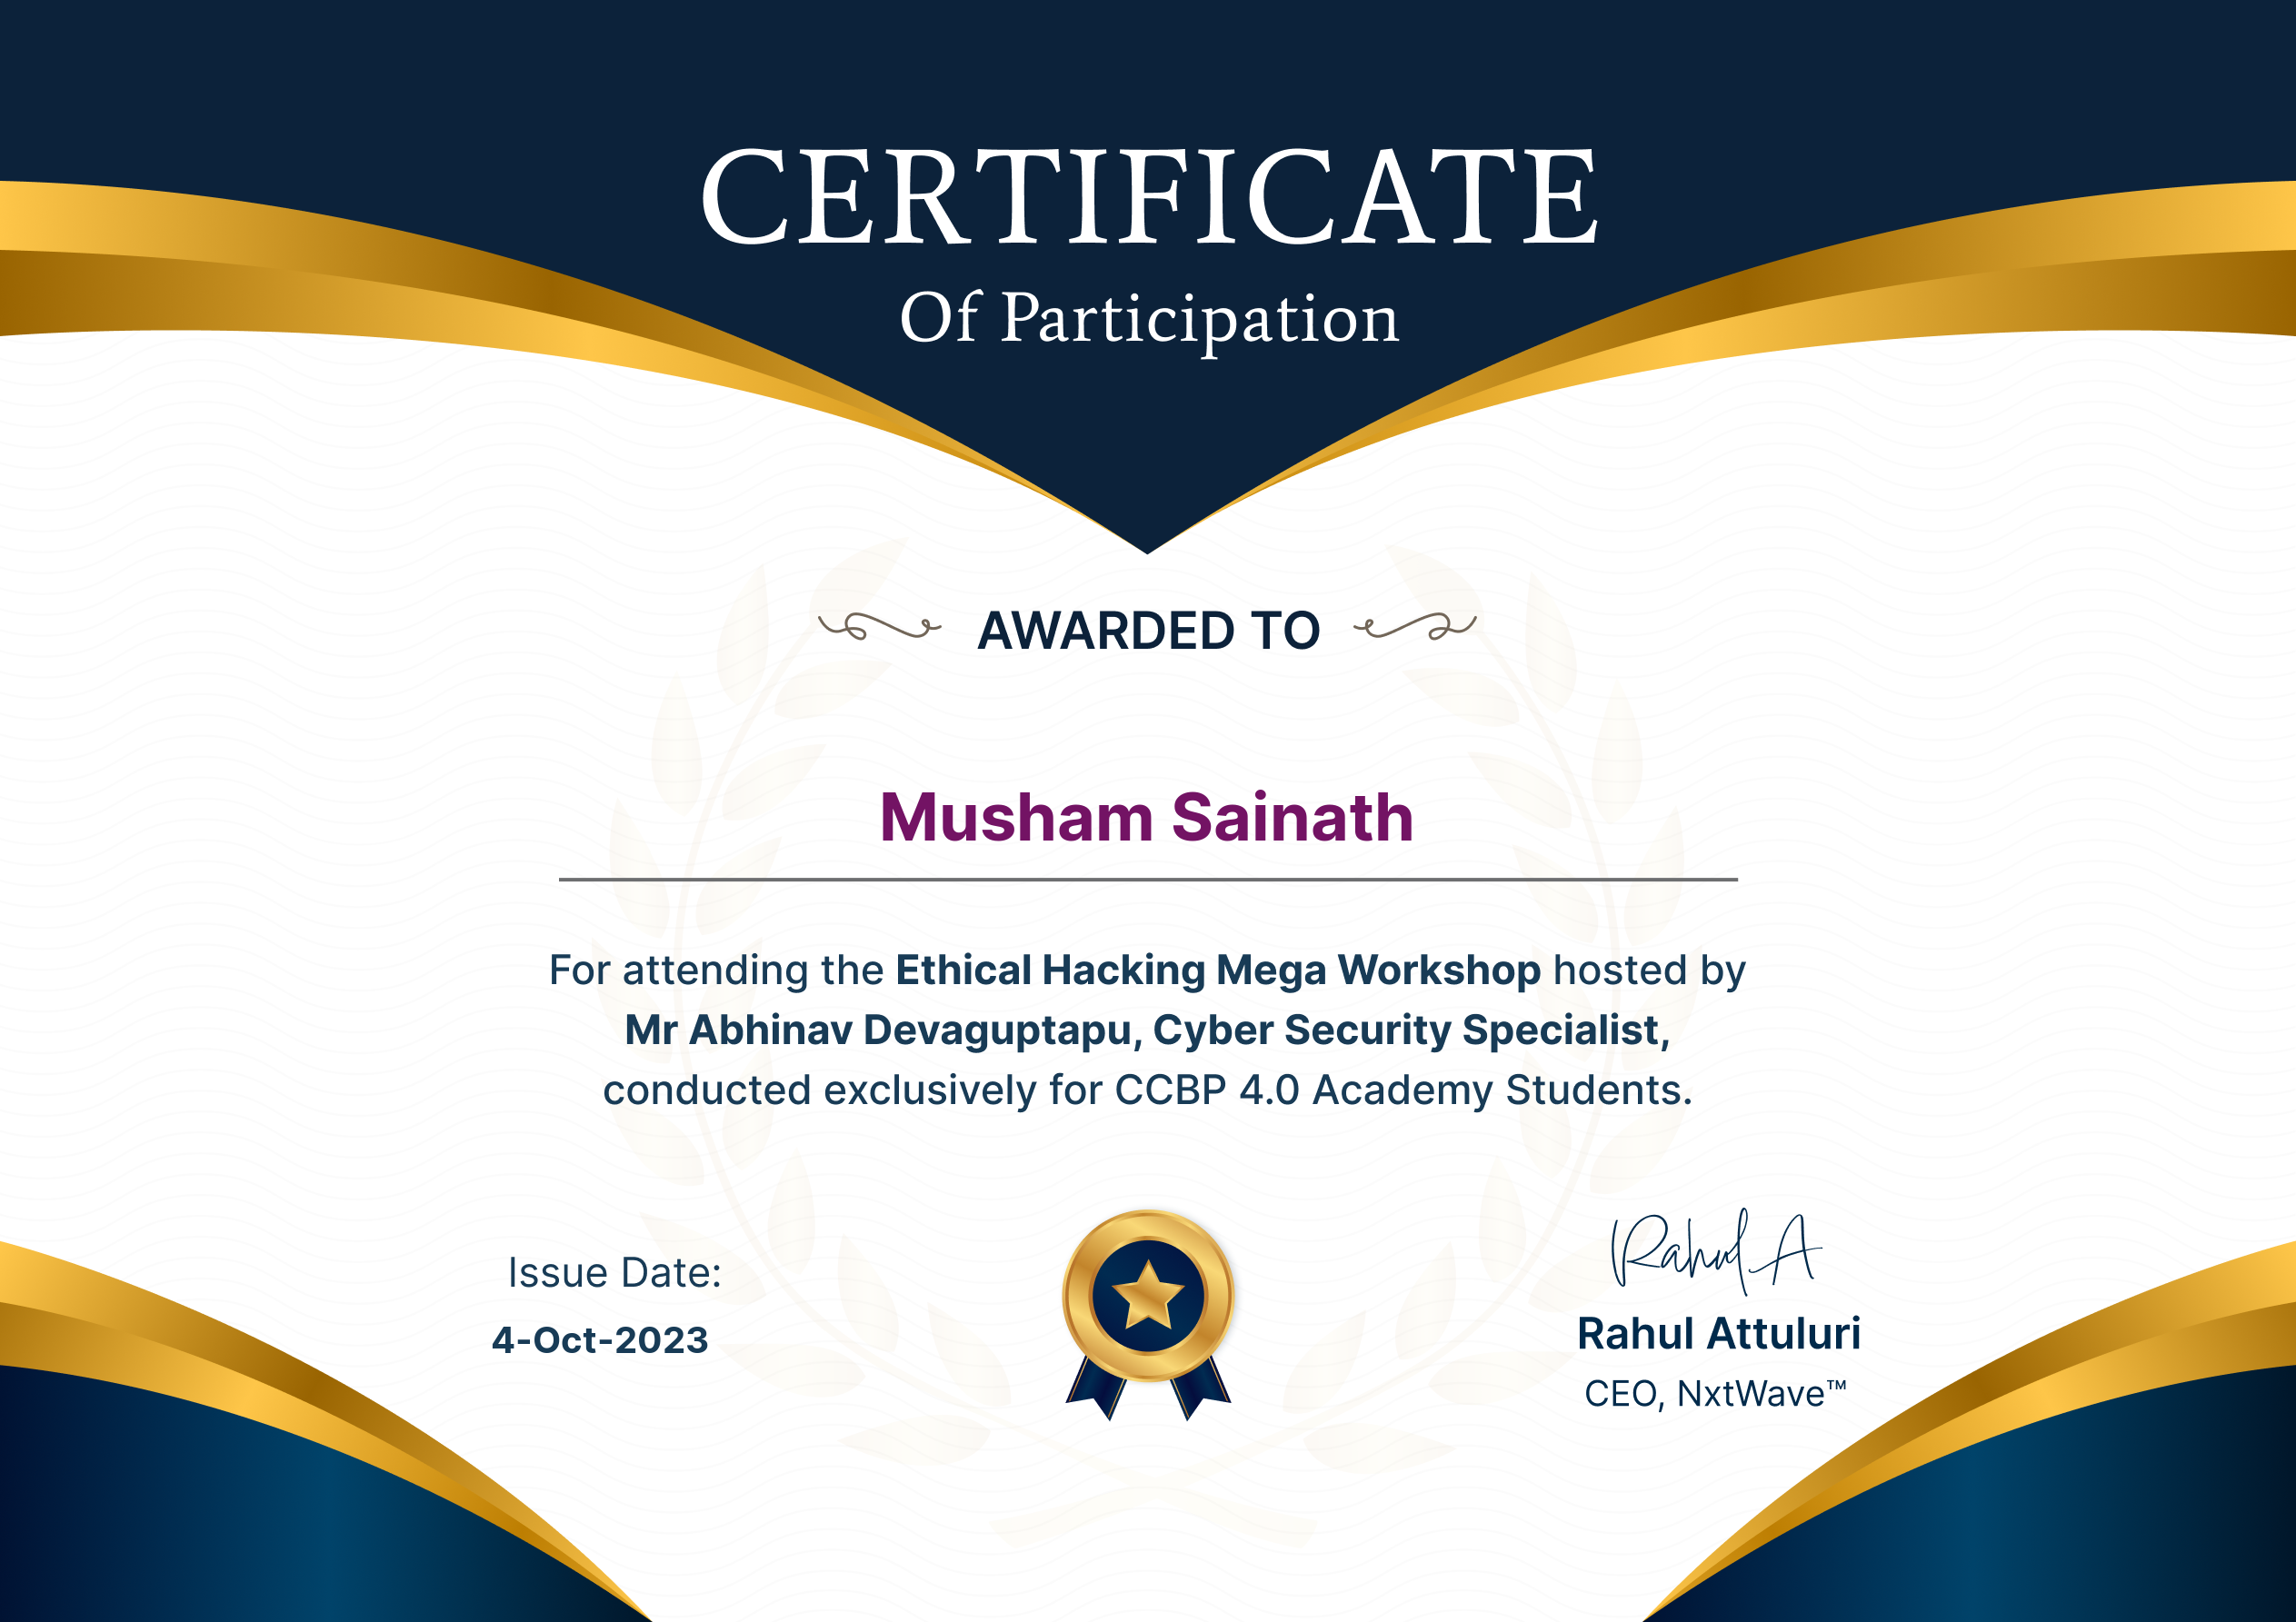 CERTIFICATE
Of Participation
AWARDED TO
Musham Sainath
For attending the Ethical Hacking Mega Workshop hosted by
Mr Abhinav Devaguptapu, Cyber Security Specialist,
conducted exclusively for CCBP 4.0 Academy Students.
Issue Date:
4-Oct-2023
Rahul A
Rahul Attuluri
CEO, NxtWave™